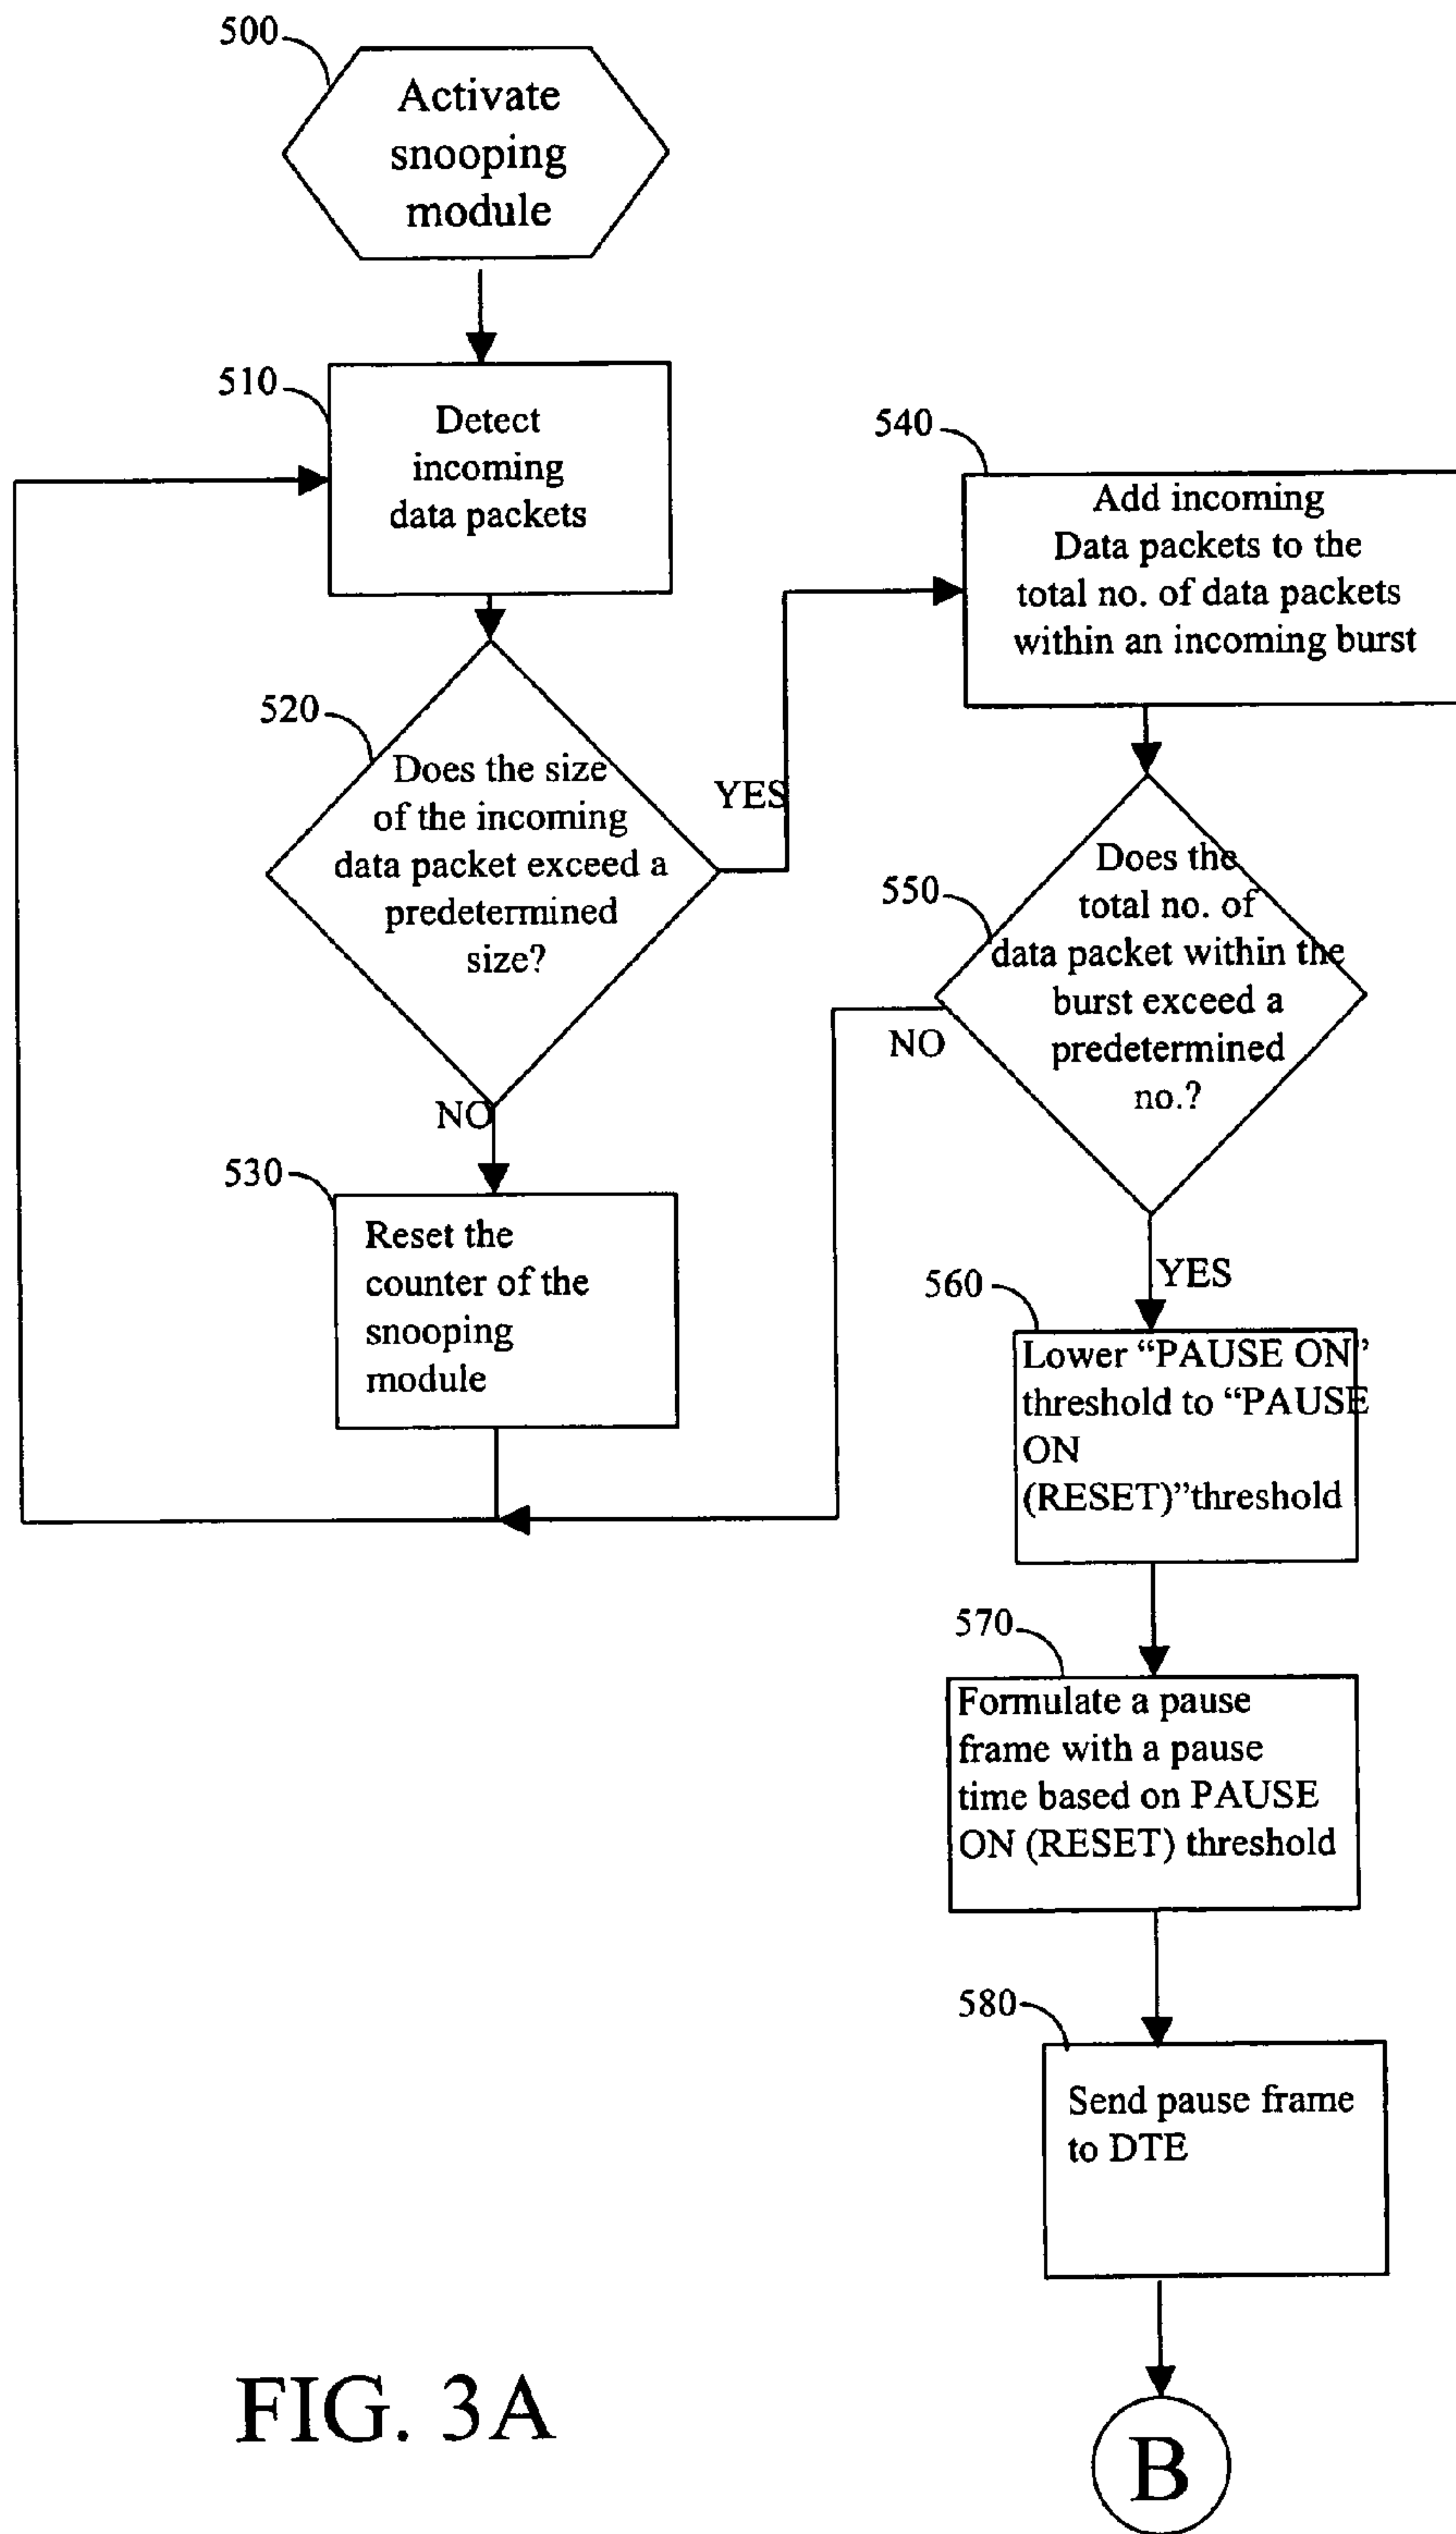 500
Activate
snooping
module
510
Detect
incoming
data packets
520
Does the size
of the incoming
data packet exceed a
predetermined
size?
YES
NO
530
Reset the
counter of the
snooping
module
540
Add incoming
Data packets to the
total no. of data packets
within an incoming burst
550
Does the
total no. of
data packet within the
burst exceed a
predetermined
no.?
NO
YES
560
Lower “PAUSE ON”
threshold to “PAUSE
ON
(RESET)”threshold
570
Formulate a pause
frame with a pause
time based on PAUSE
ON (RESET) threshold
580
Send pause frame
to DTE
B
FIG. 3A